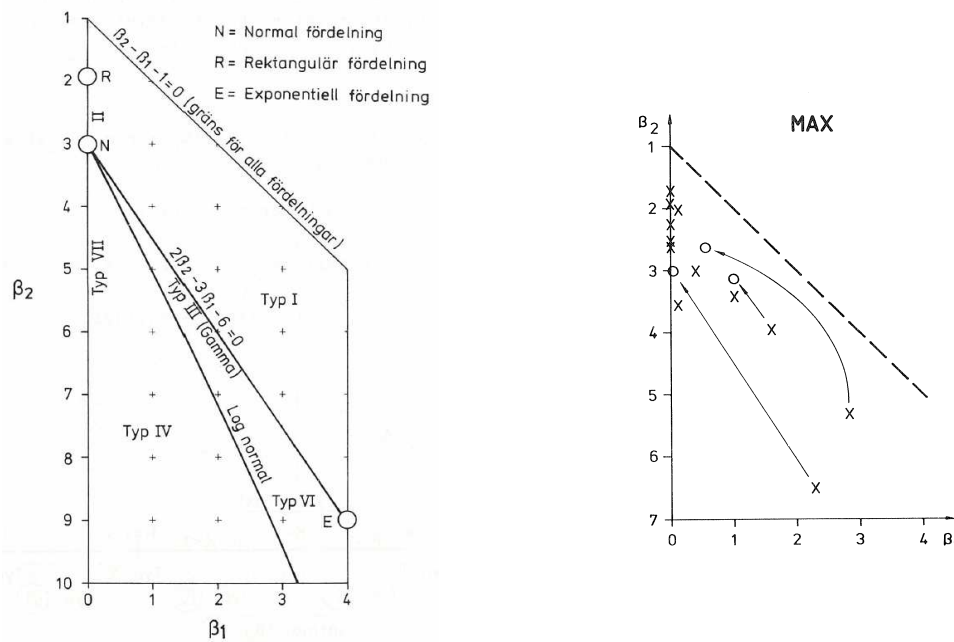 N = Normal fördelning
R = Rektangulär fördelning
E = Exponentiell fördelning
β2 – β1 – 1 = 0 (gräns för alla fördelningar)
1
2
3
4
5
6
7
8
9
10
R
II
N
Typ VII
β2
2β2 – 3β1 – 6 = 0
Typ III (Gamma)
Typ I
Log normal
Typ IV
Typ VI
E
0 1 2 3 4
β1
MAX
β2
1
2
3
4
5
6
7
0 1 2 3 4 β